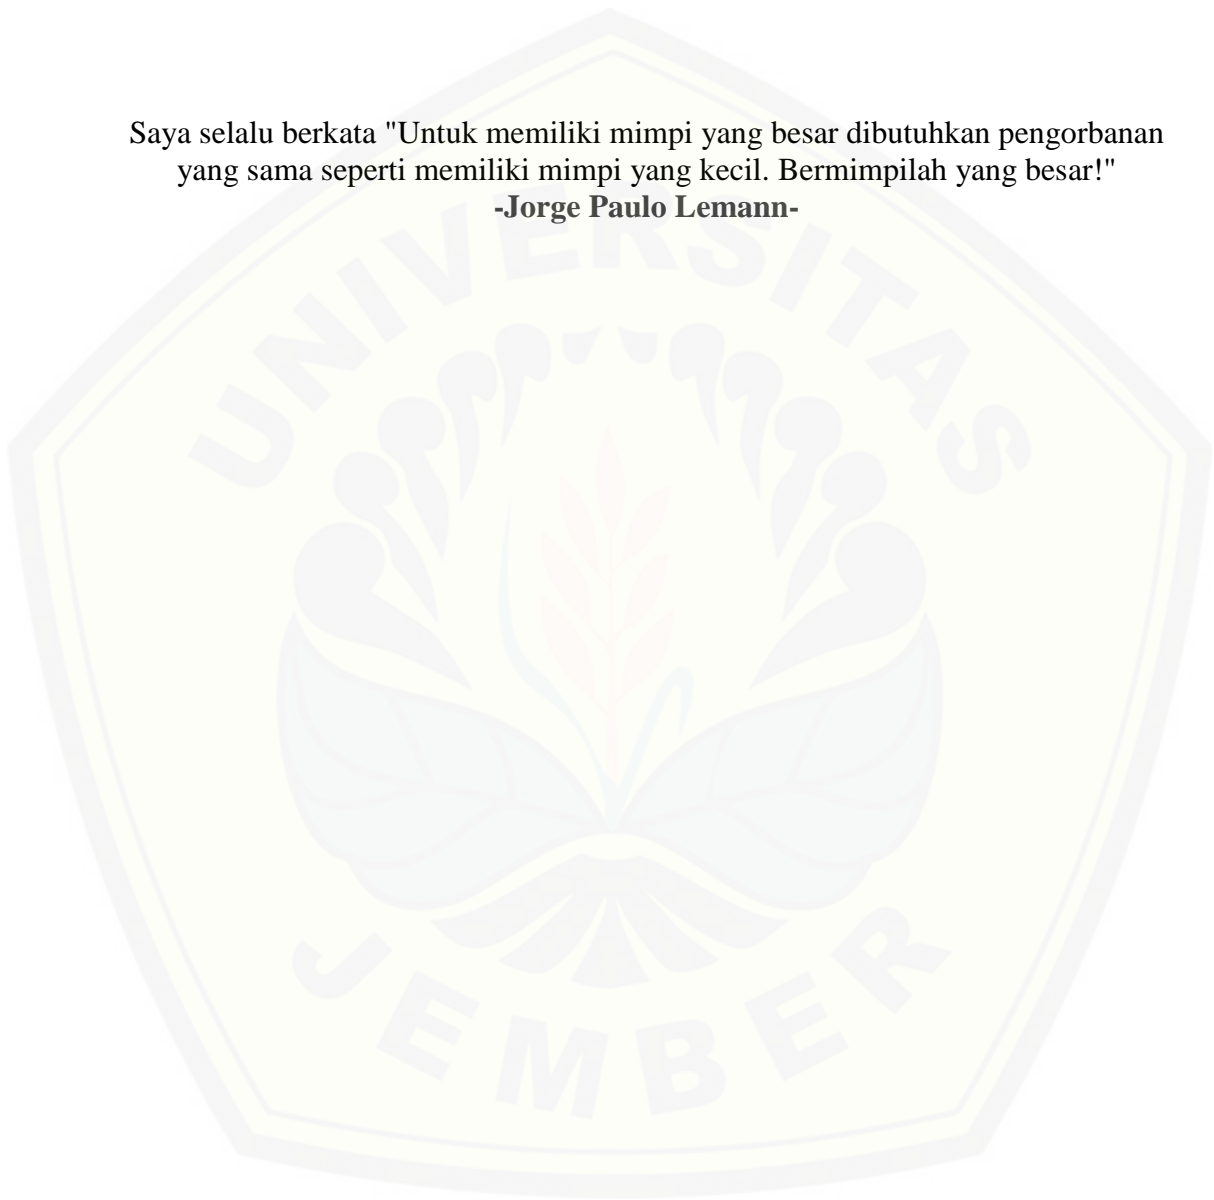 Saya selalu berkata "Untuk memiliki mimpi yang besar dibutuhkan pengorbanan
yang sama seperti memiliki mimpi yang kecil. Bermimpilah yang besar!"
-Jorge Paulo Lemann-
UNIVERSITAS
JEMBER